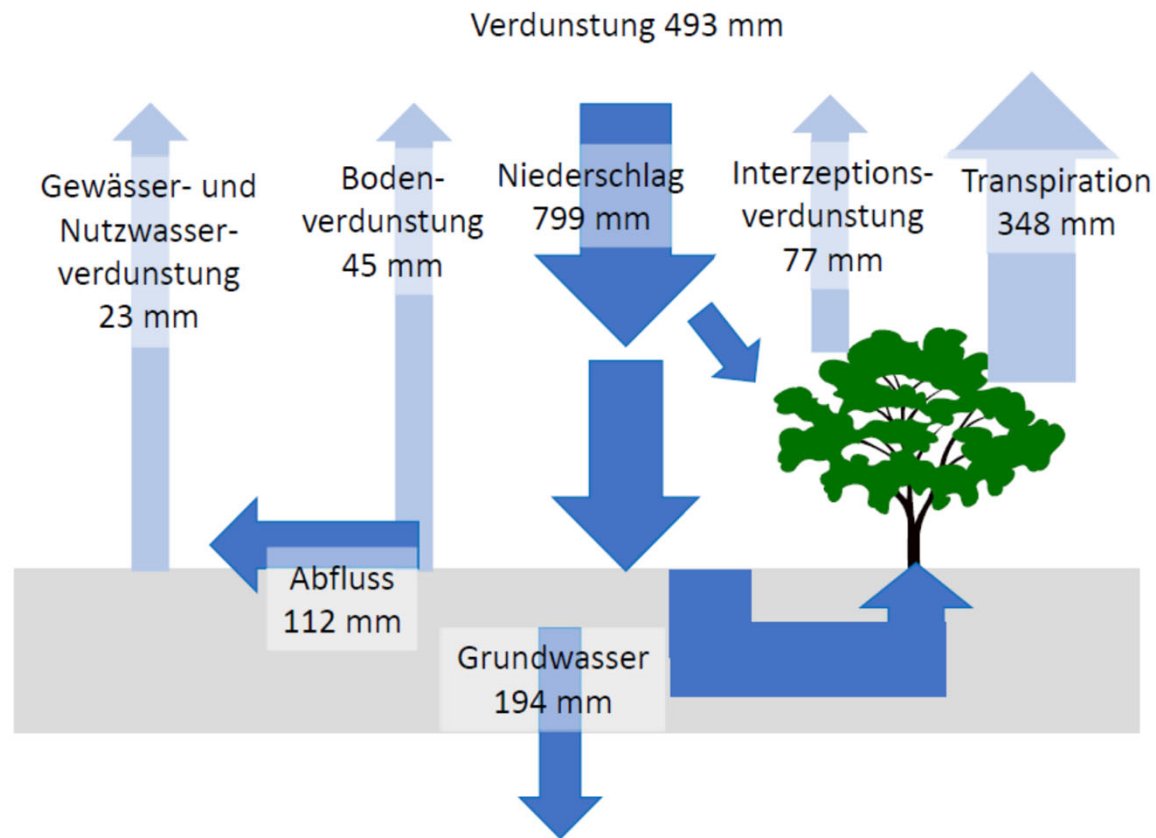 Verdunstung 493 mm
Gewässer- und
Nutzwasser-
verdunstung
23 mm
Boden-
verdunstung
45 mm
Niederschlag
799 mm
Interzeptions-
verdunstung
77 mm
Transpiration
348 mm
Abfluss
112 mm
Grundwasser
194 mm